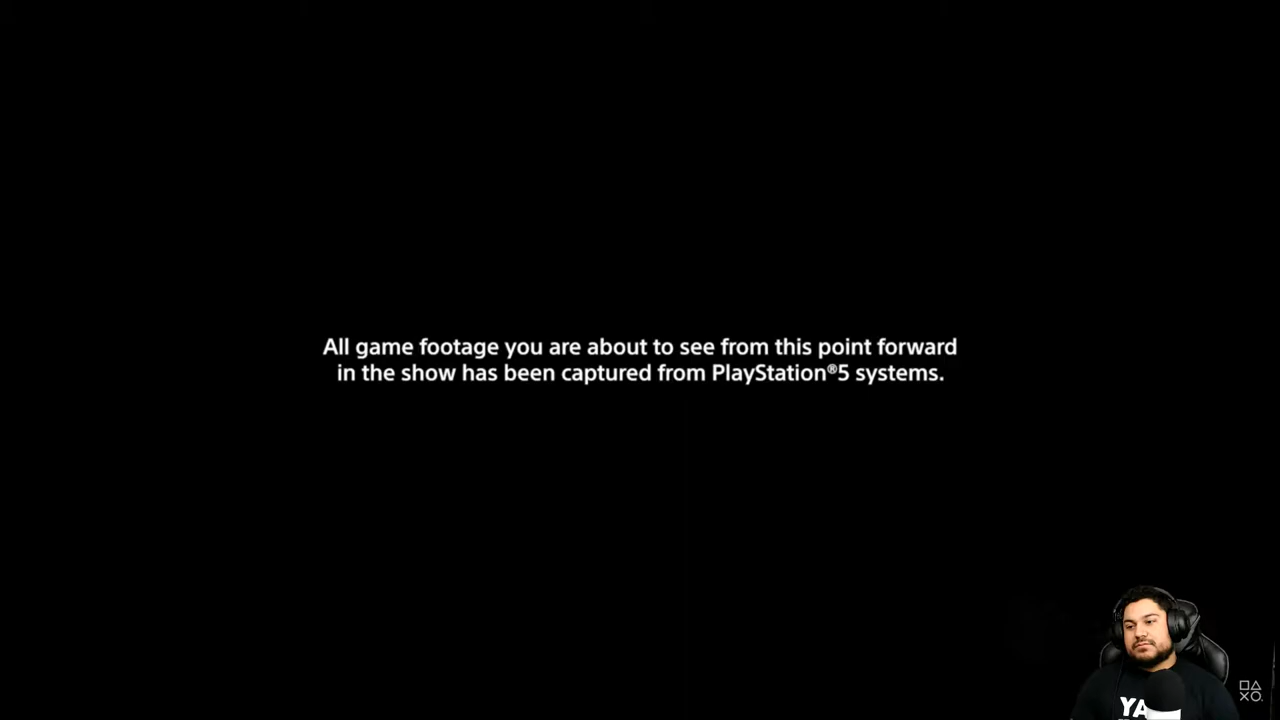 All game footage you are about to see from this point forward
in the show has been captured from PlayStation®5 systems.
YA